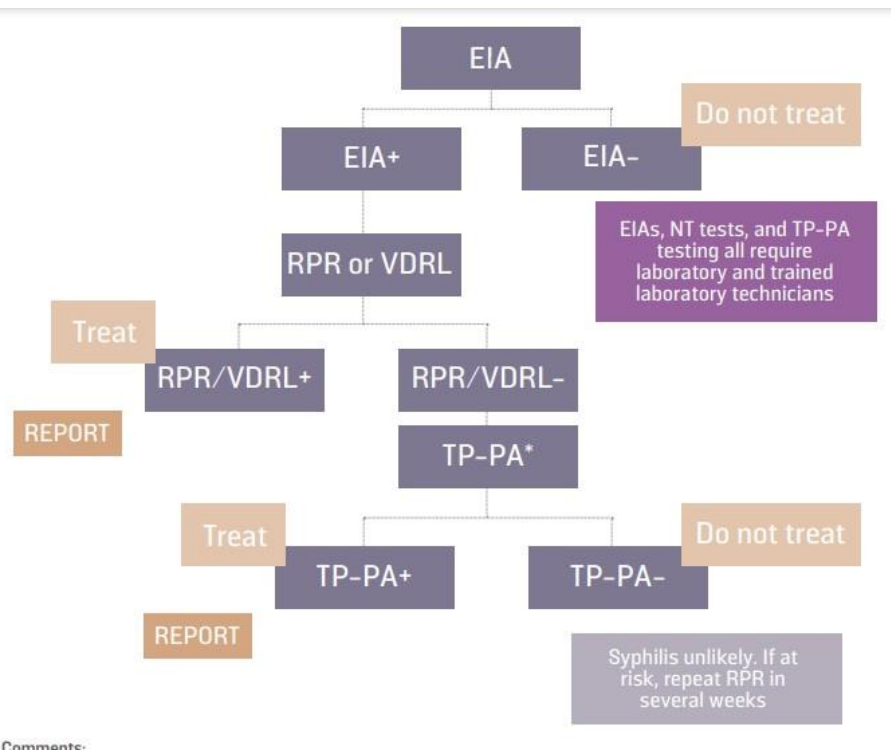 EIA
Do not treat
EIA+
EIA-
EIAs, NT tests, and TP-PA
testing all require
laboratory and trained
laboratory technicians
RPR or VDRL
Treat
RPR/VDRL+
RPR/VDRL-
REPORT
TP-PA*
Treat
Do not treat
TP-PA+
TP-PA-
REPORT
Syphilis unlikely. If at
risk, repeat RPR in
several weeks
Comments: